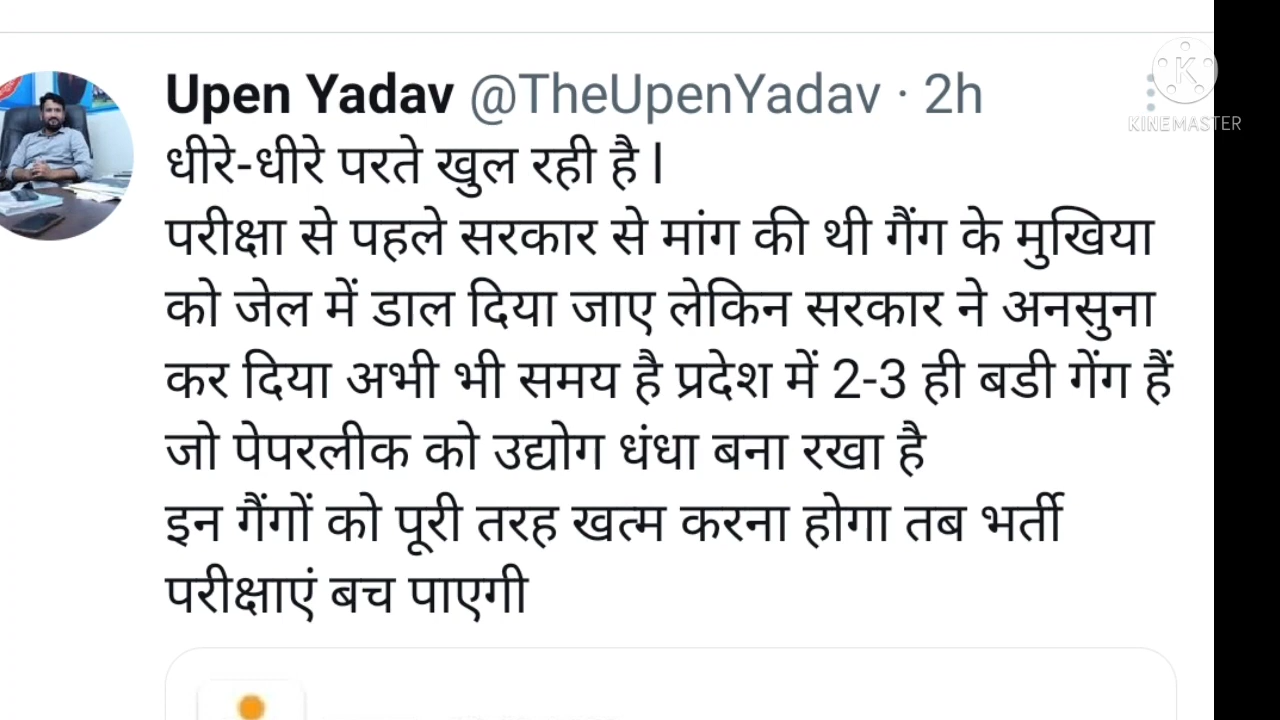 Upen Yadav @TheUpenYadav · 2h
KINEMASTER
धीरे-धीरे परते खुल रही है l
परीक्षा से पहले सरकार से मांग की थी गैंग के मुखिया
को जेल में डाल दिया जाए लेकिन सरकार ने अनसुना
कर दिया अभी भी समय है प्रदेश में 2-3 ही बडी गेंग हैं
जो पेपरलीक को उद्योग धंधा बना रखा है
इन गैंगों को पूरी तरह खत्म करना होगा तब भर्ती
परीक्षाएं बच पाएगी